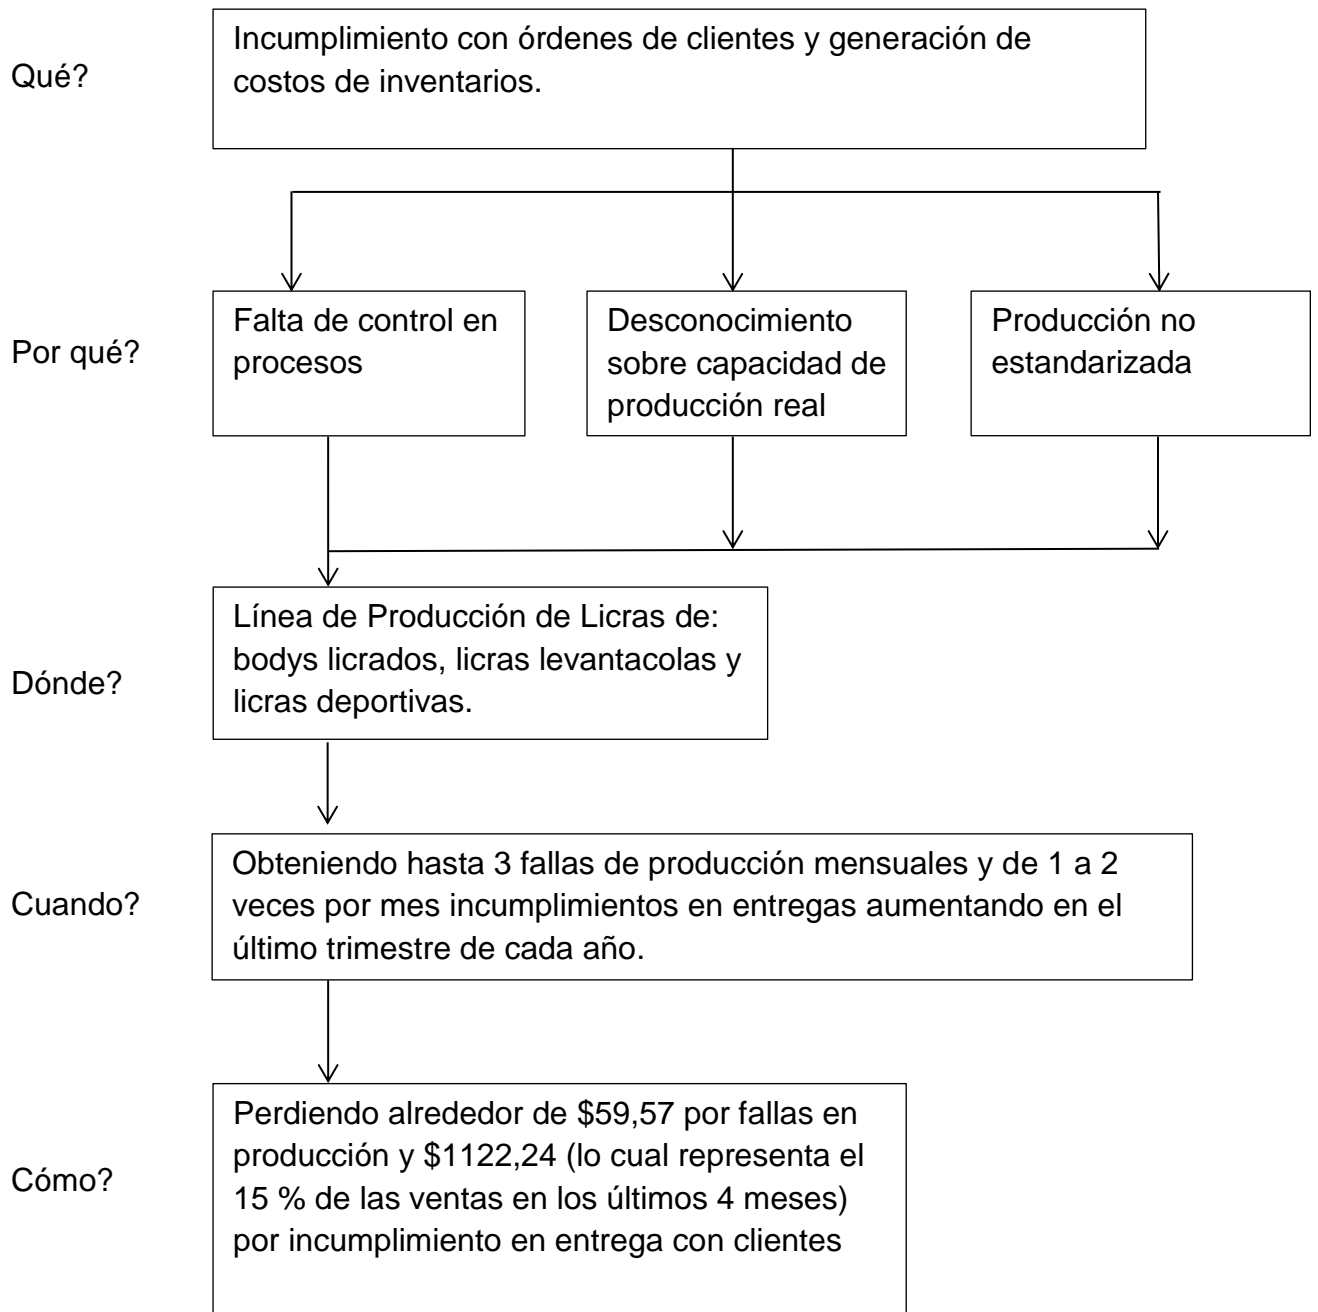 Qué?
Incumplimiento con órdenes de clientes y generación de
costos de inventarios.
Por qué?
Falta de control en
procesos
Desconocimiento
sobre capacidad de
producción real
Producción no
estandarizada
Dónde?
Línea de Producción de Licras de:
bodys licrados, licras levantacolas y
licras deportivas.
Cuando?
Obteniendo hasta 3 fallas de producción mensuales y de 1 a 2
veces por mes incumplimientos en entregas aumentando en el
último trimestre de cada año.
Cómo?
Perdiendo alrededor de $59,57 por fallas en
producción y $1122,24 (lo cual representa el
15 % de las ventas en los últimos 4 meses)
por incumplimiento en entrega con clientes